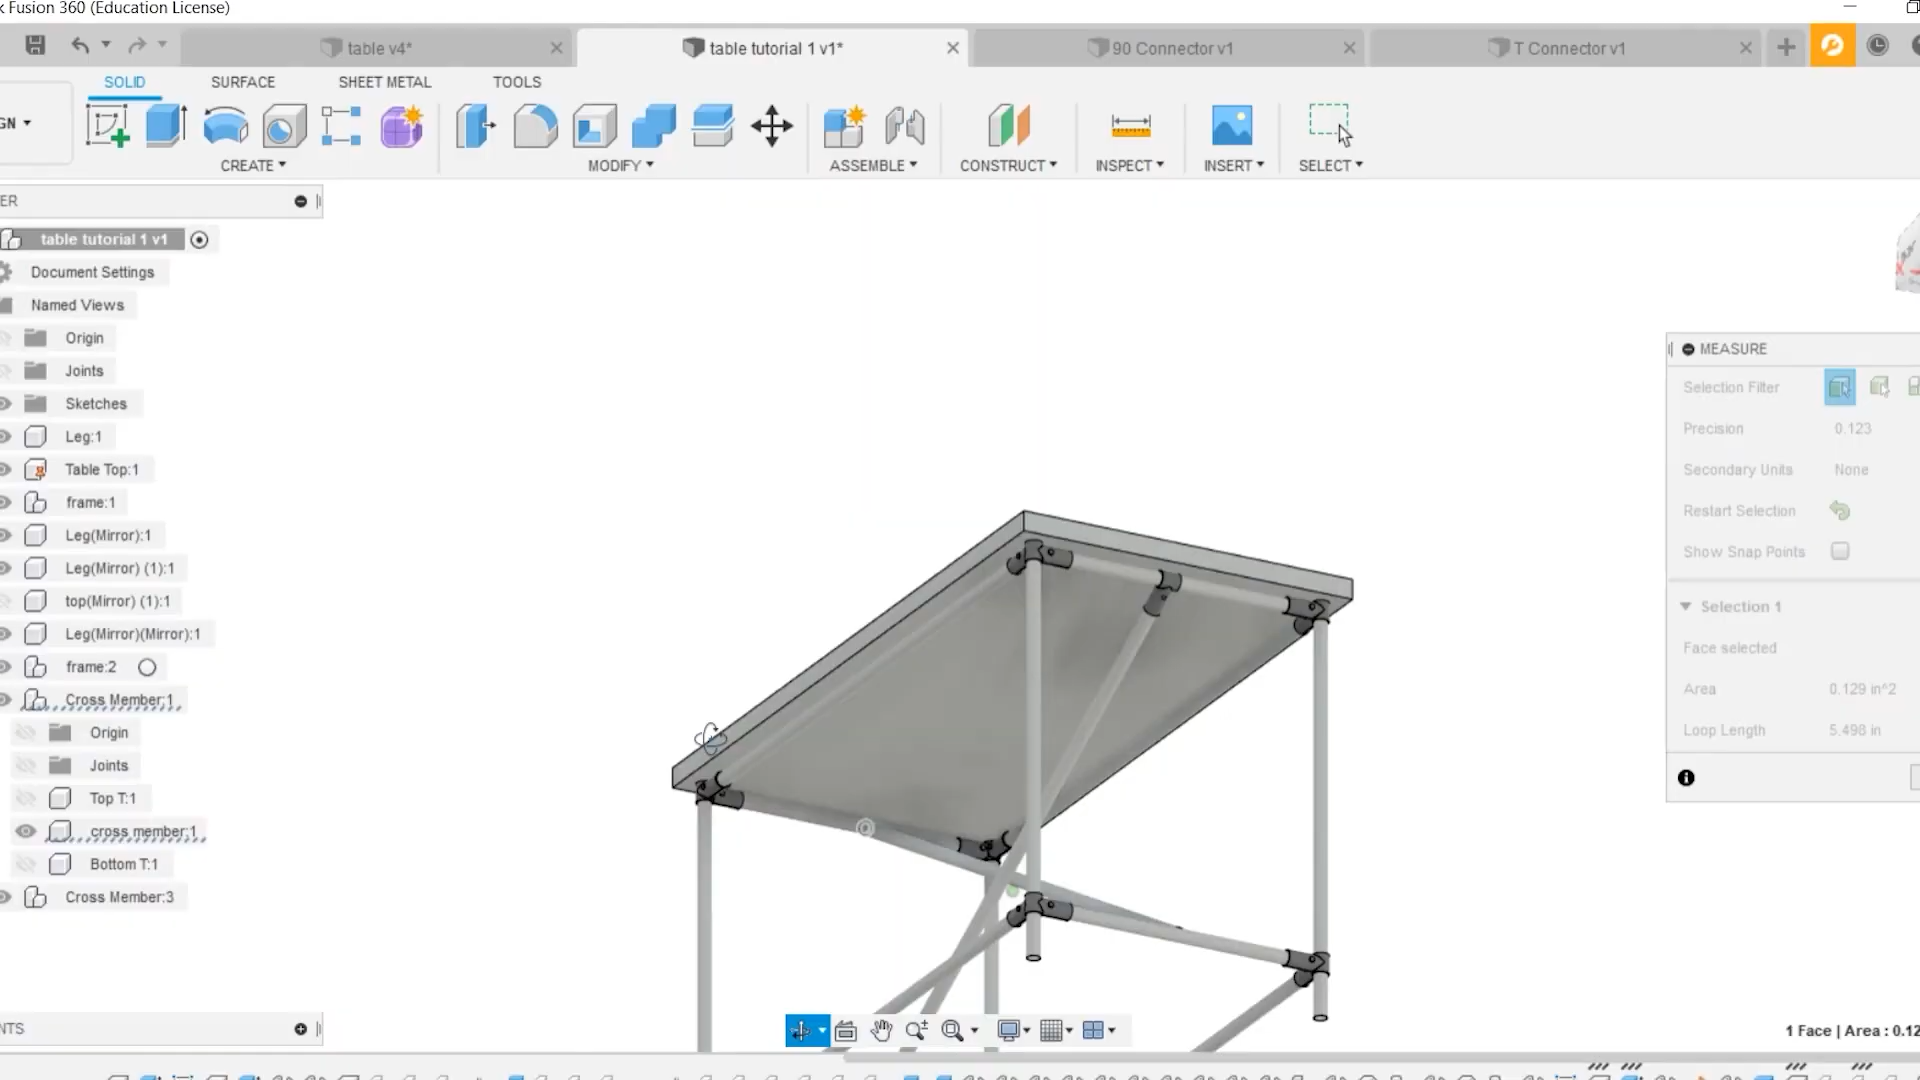 k Fusion 360 (Education License)
table v4*
table tutorial 1 v1*
90 Connector v1
T Connector v1
SOLID
SURFACE
SHEET METAL
TOOLS
GN
CREATE
MODIFY
ASSEMBLE
CONSTRUCT
INSPECT
INSERT
SELECT
ER
table tutorial 1 v1
Document Settings
Named Views
Origin
Joints
Sketches
Leg:1
Table Top:1
frame:1
Leg(Mirror):1
Leg(Mirror) (1):1
top(Mirror) (1):1
Leg(Mirror)(Mirror):1
frame:2
Cross Member:1
Origin
Joints
Top T:1
cross member:1
Bottom T:1
Cross Member:3
NTS
MEASURE
Selection Filter
Precision 0.123
Secondary Units None
Restart Selection
Show Snap Points
Selection 1
Face selected
Area 0.129 in^2
Loop Length 5.498 in
1 Face | Area : 0.12